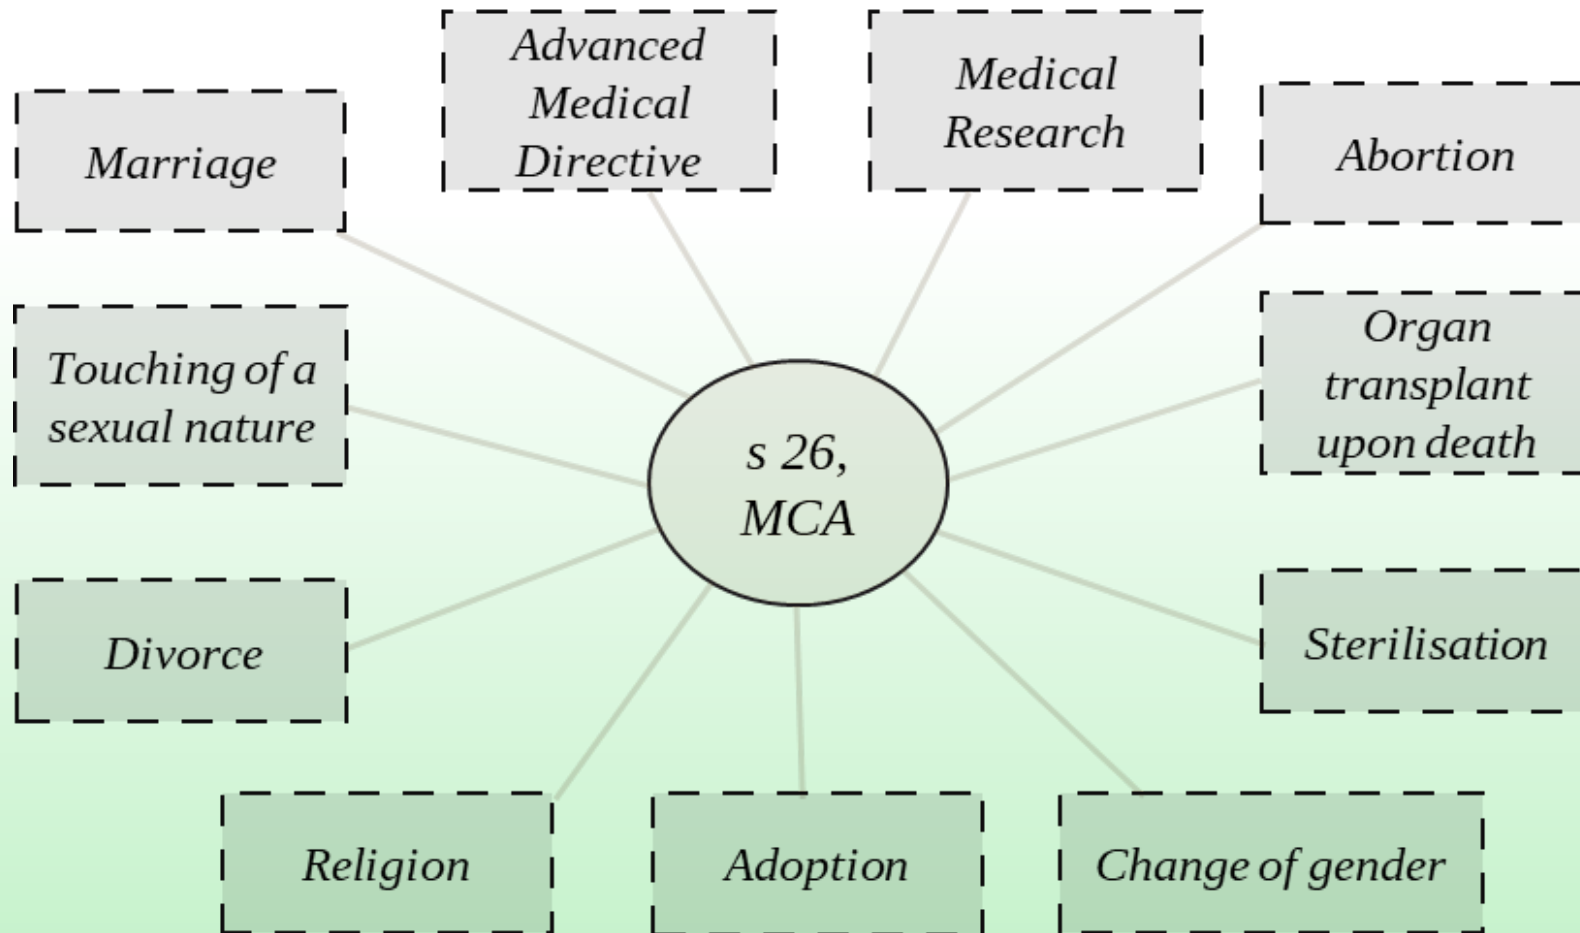 Advanced
Medical
Directive
Medical
Research
Marriage
Abortion
Touching of a
sexual nature
Organ
transplant
upon death
s 26,
MCA
Divorce
Sterilisation
Religion
Adoption
Change of gender